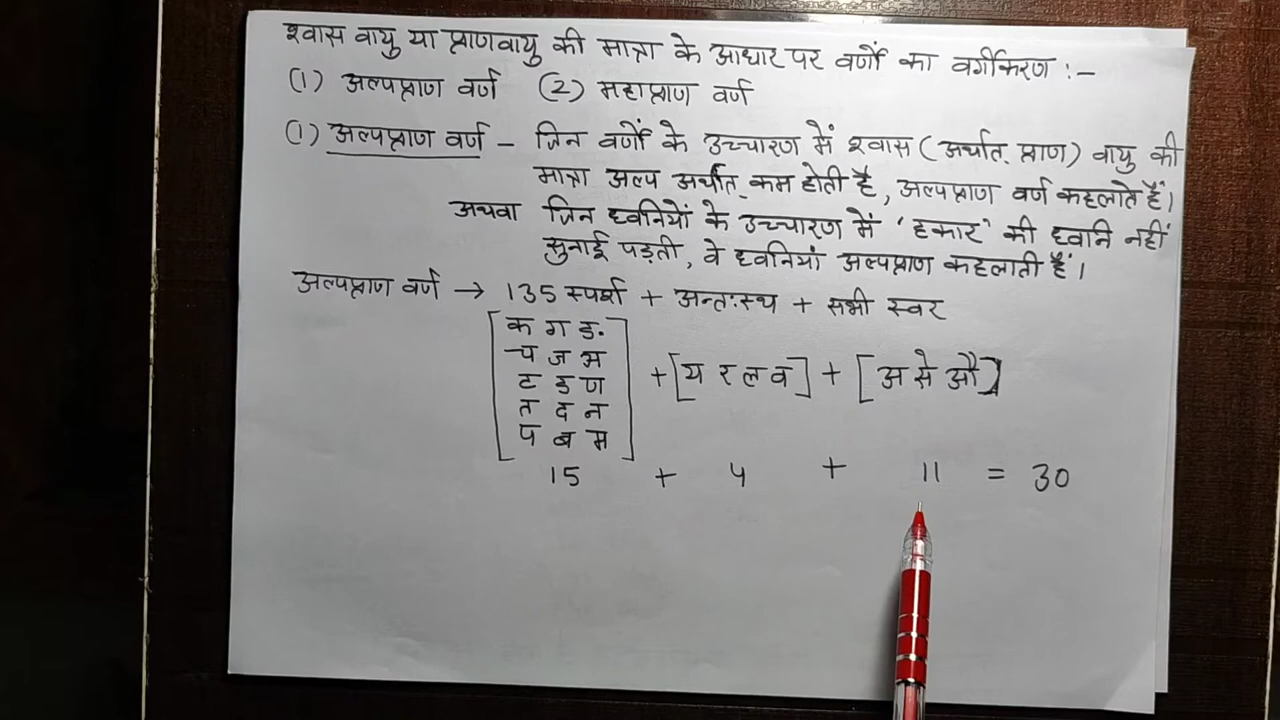 श्वास वायु या प्राणवायु की मात्रा के आधार पर वर्णों का वर्गीकरण :-
(1) अल्पप्राण वर्ण (2) महाप्राण वर्ण
(1) अल्पप्राण वर्ण - जिन वर्णों के उच्चारण में श्वास (अर्थात् प्राण) वायु की
मात्रा अल्प अर्थात् कम होती है, अल्पप्राण वर्ण कहलाते हैं।
अथवा जिन ध्वनियों के उच्चारण में 'हकार' की ध्वनि नहीं
सुनाई पड़ती, वे ध्वनियां अल्पप्राण कहलाती हैं।
अल्पप्राण वर्ण → 135 स्पर्श + अन्तःस्थ + सभी स्वर
[क ग ङ
च ज ञ
ट ड ण + [य र ल व] + [अ से औ]
त द न
प ब म]
15 + 4 + 11 = 30